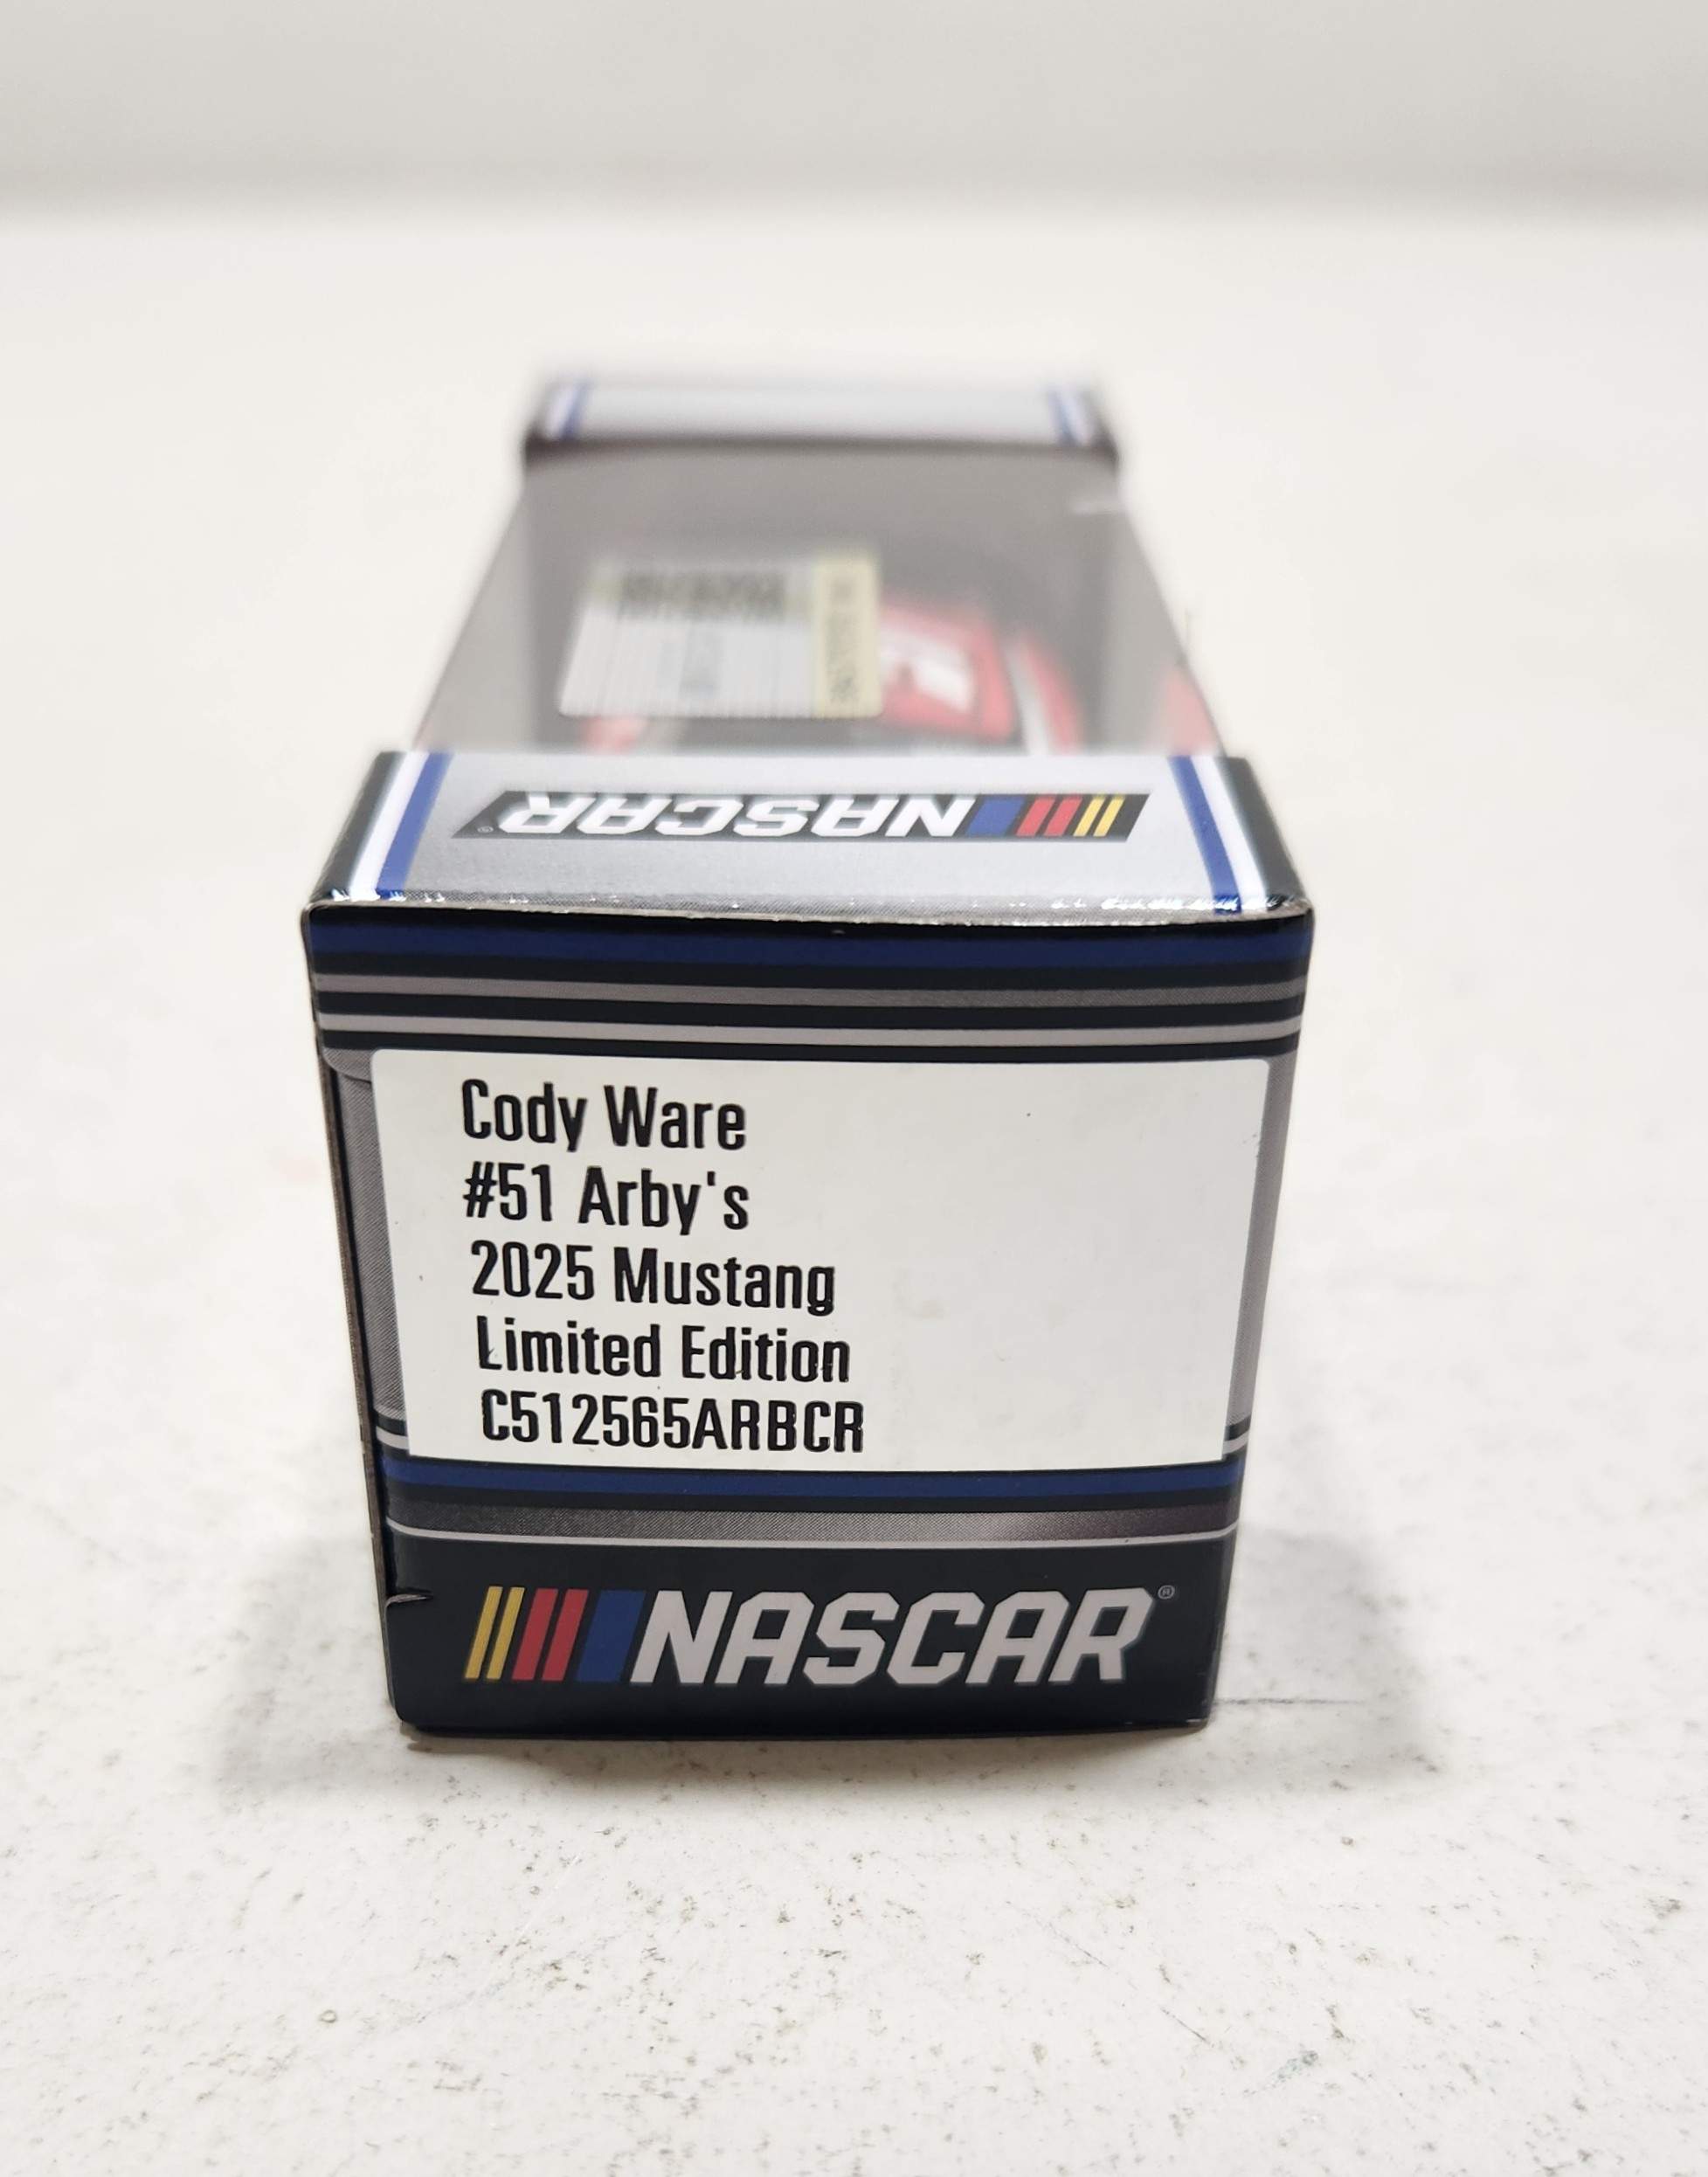 NASCAR®
Cody Ware
#51 Arby's
2025 Mustang
Limited Edition
C512565ARBCR
NASCAR®